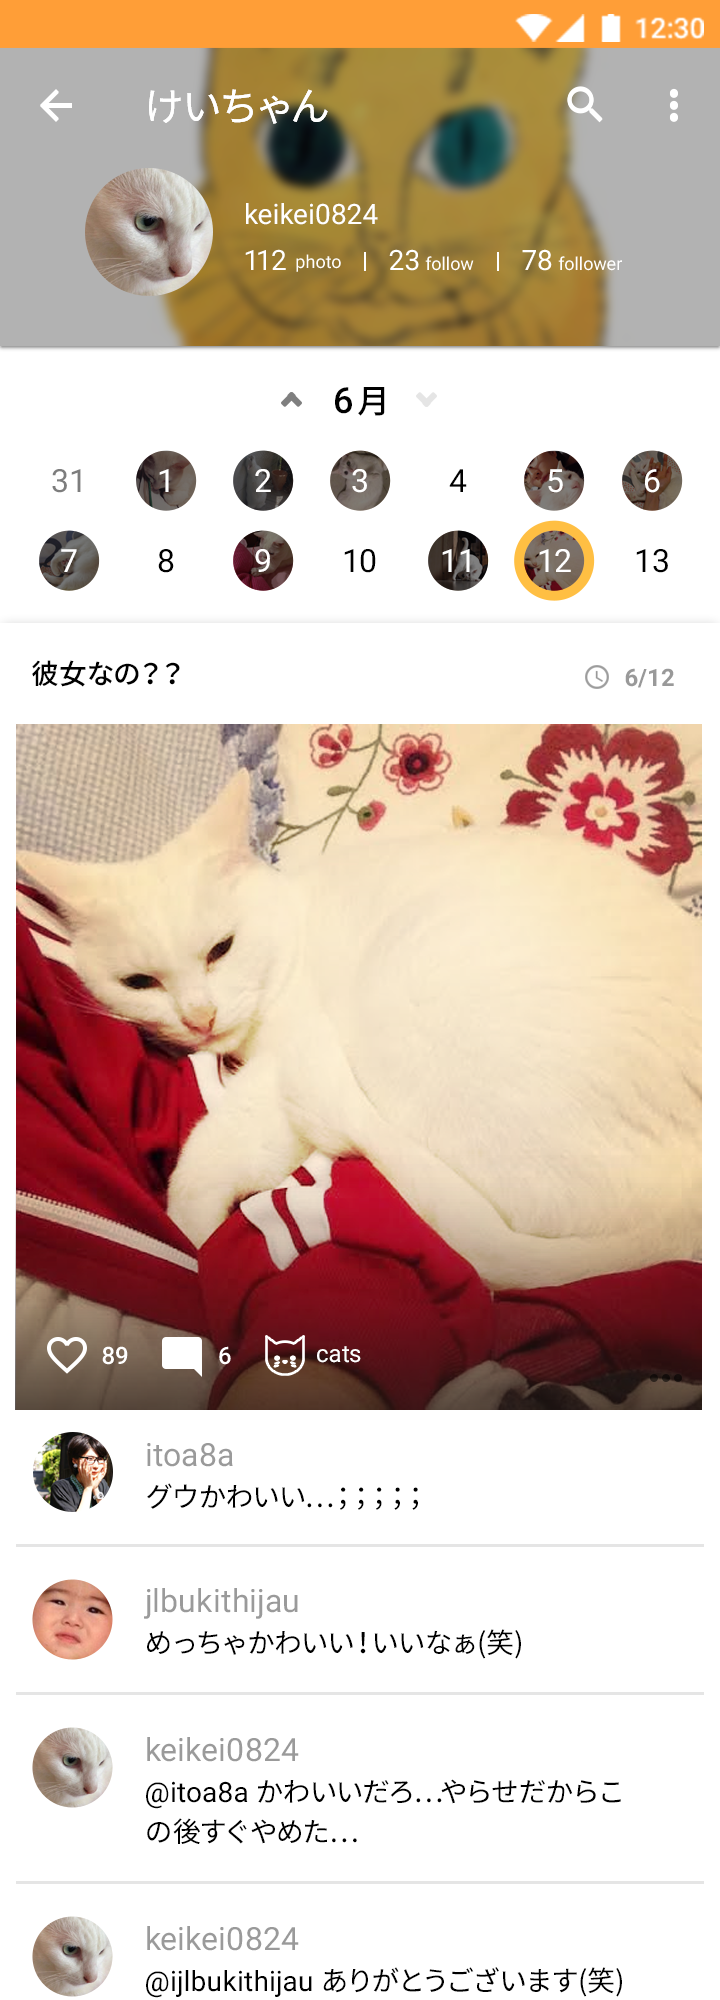 12:30
けいちゃん
keikei0824
112 photo | 23 follow | 78 follower
6月
31 1 2 3 4 5 6
7 8 9 10 11 12 13
彼女なの？？
6/12
89 6 cats
itoa8a
グウかわいい…；；；；；
jlbukithijau
めっちゃかわいい！いいなぁ(笑)
keikei0824
@itoa8a かわいいだろ…やらせだからこ
の後すぐやめた…
keikei0824
@ijlbukithijau ありがとうございます(笑)